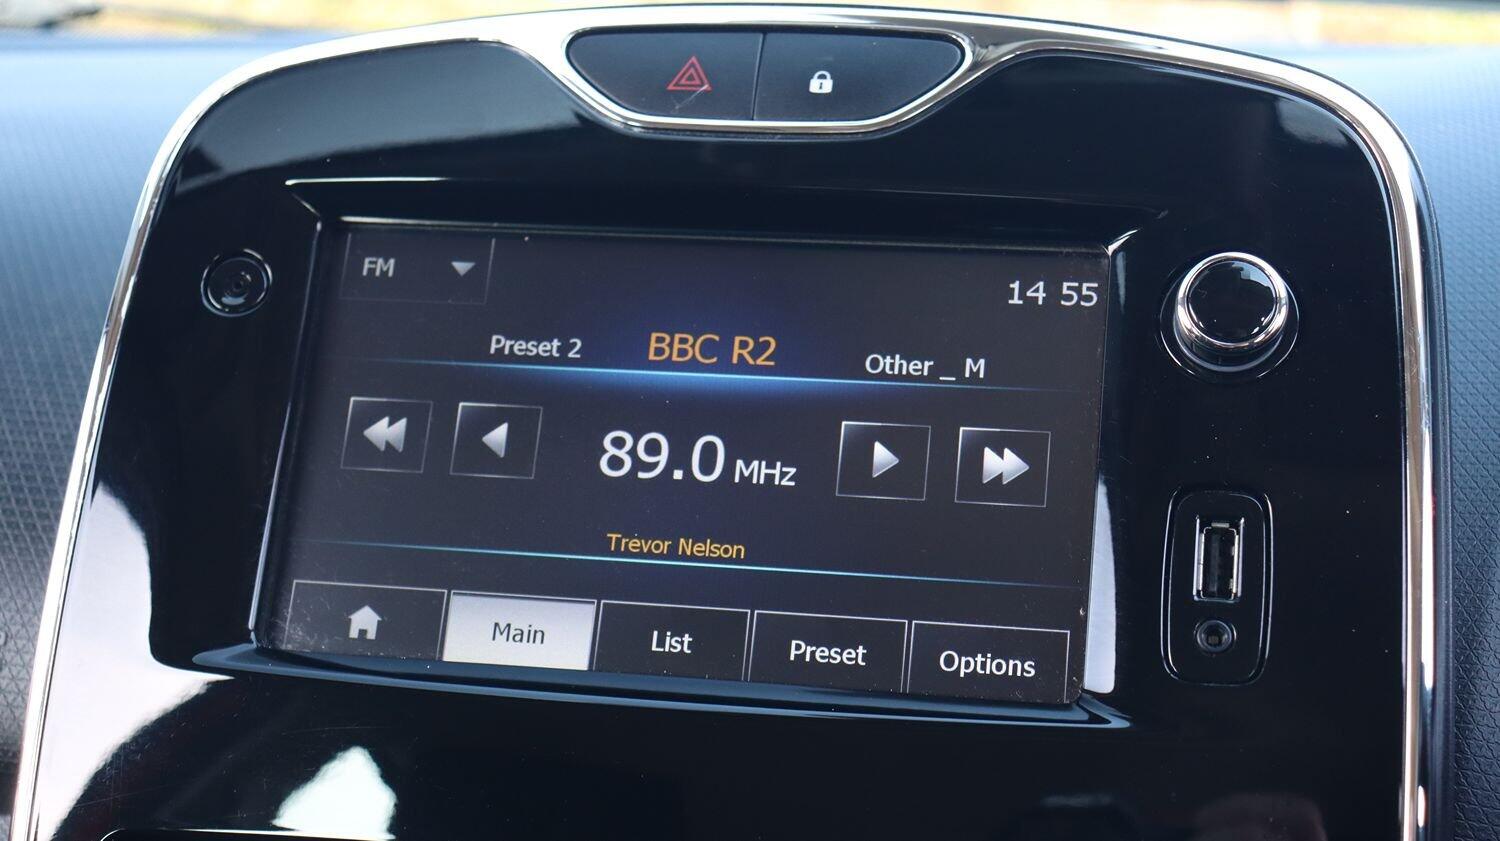 FM
14 55
Preset 2
BBC R2
Other _ M
89.0 MHz
Trevor Nelson
Main
List
Preset
Options